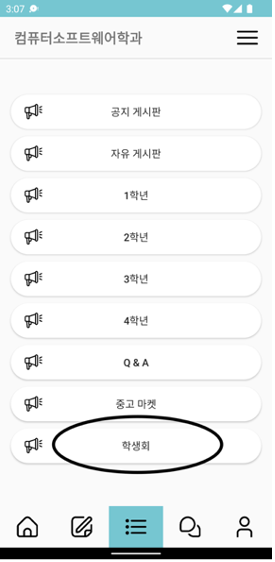 3:07
컴퓨터소프트웨어학과
공지 게시판
자유 게시판
1학년
2학년
3학년
4학년
Q & A
중고 마켓
학생회